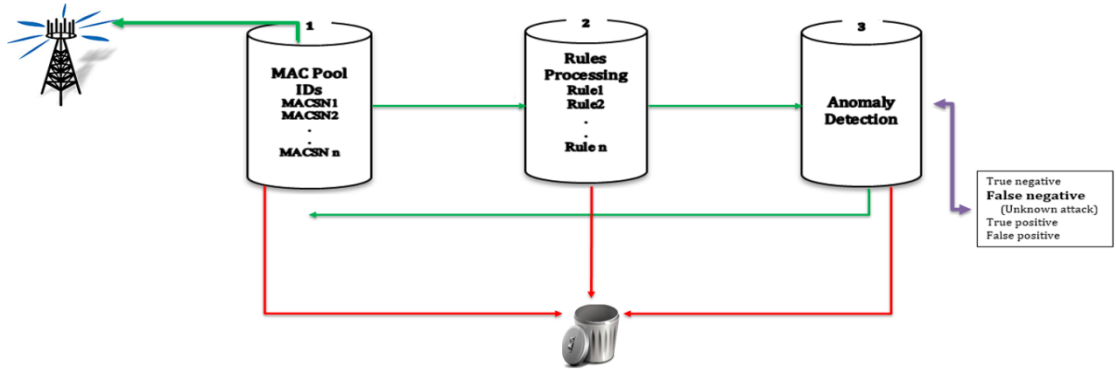 1
MAC Pool
IDs
MACSN1
MACSN2
.
.
MACSN n
2
Rules
Processing
Rule1
Rule2
.
.
Rule n
3
Anomaly
Detection
True negative
False negative
(Unknown attack)
True positive
False positive